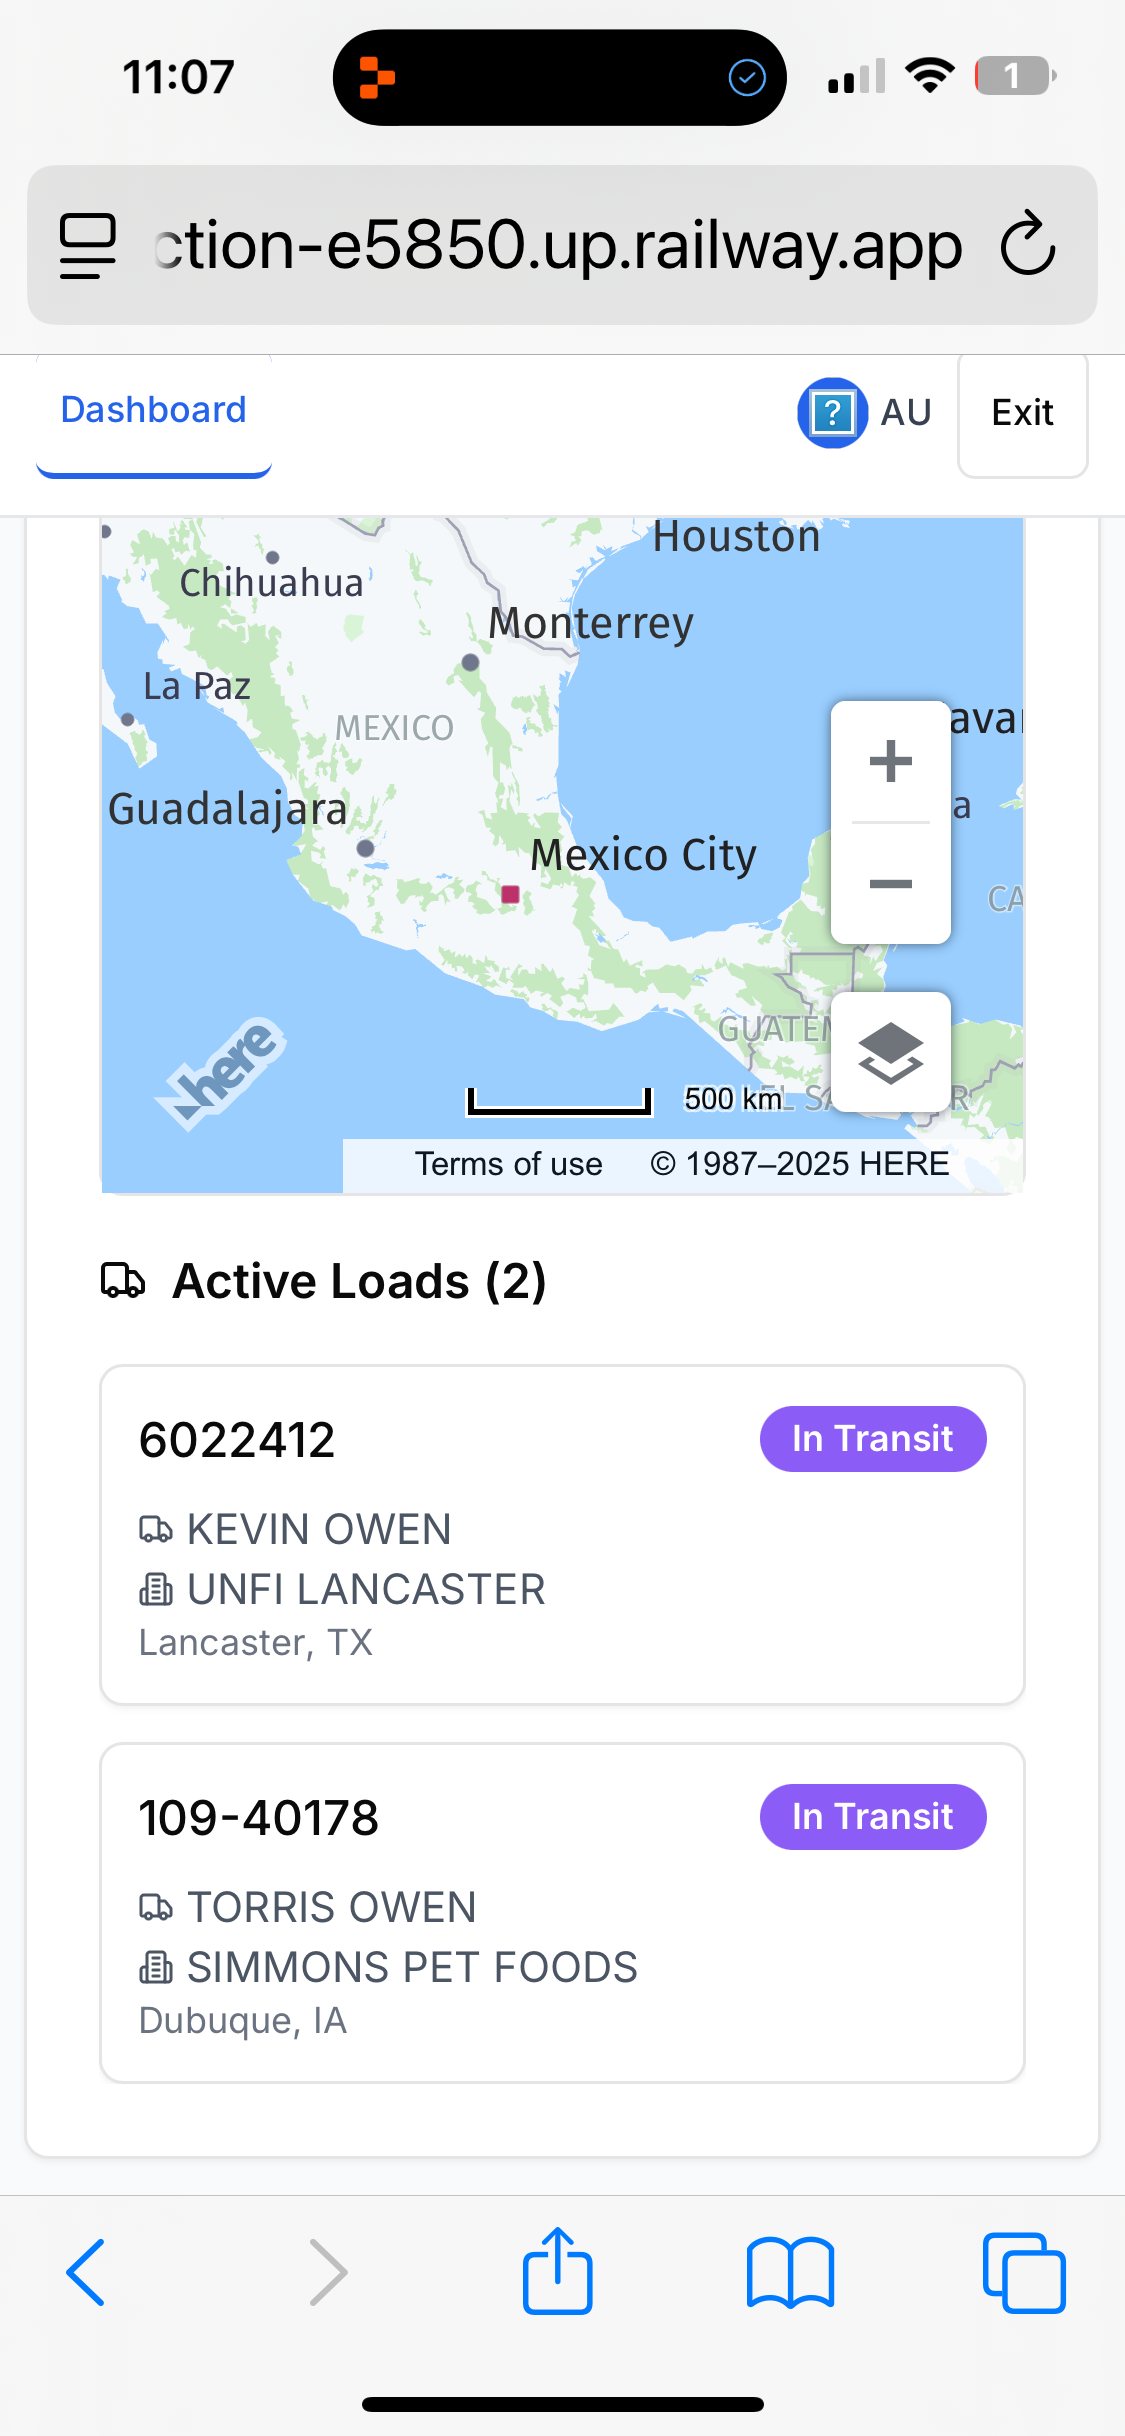 11:07
1
ction-e5850.up.railway.app
Dashboard
?
AU
Exit
Houston
Chihuahua
Monterrey
La Paz
MEXICO
Guadalajara
Mexico City
here
500 km
Terms of use
© 1987–2025 HERE
Active Loads (2)
6022412
In Transit
KEVIN OWEN
UNFI LANCASTER
Lancaster, TX
109-40178
In Transit
TORRIS OWEN
SIMMONS PET FOODS
Dubuque, IA